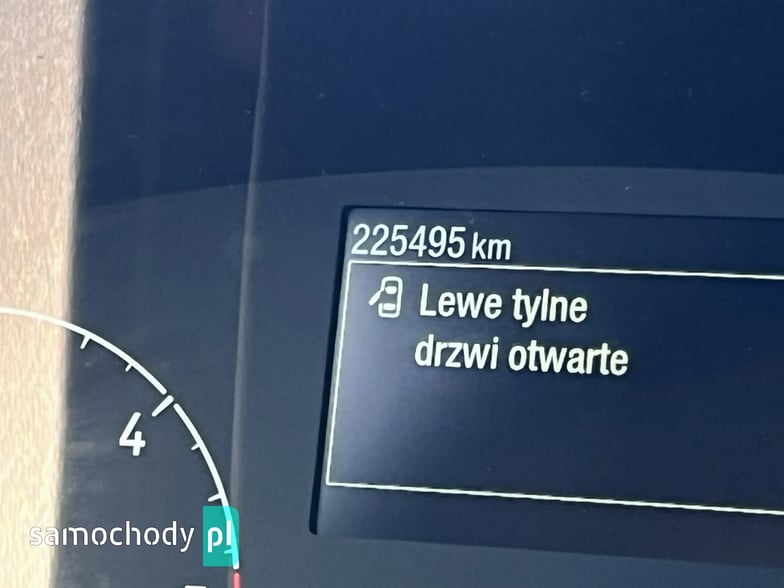 225495 km
Lewe tylne
drzwi otwarte
4
samochody pl